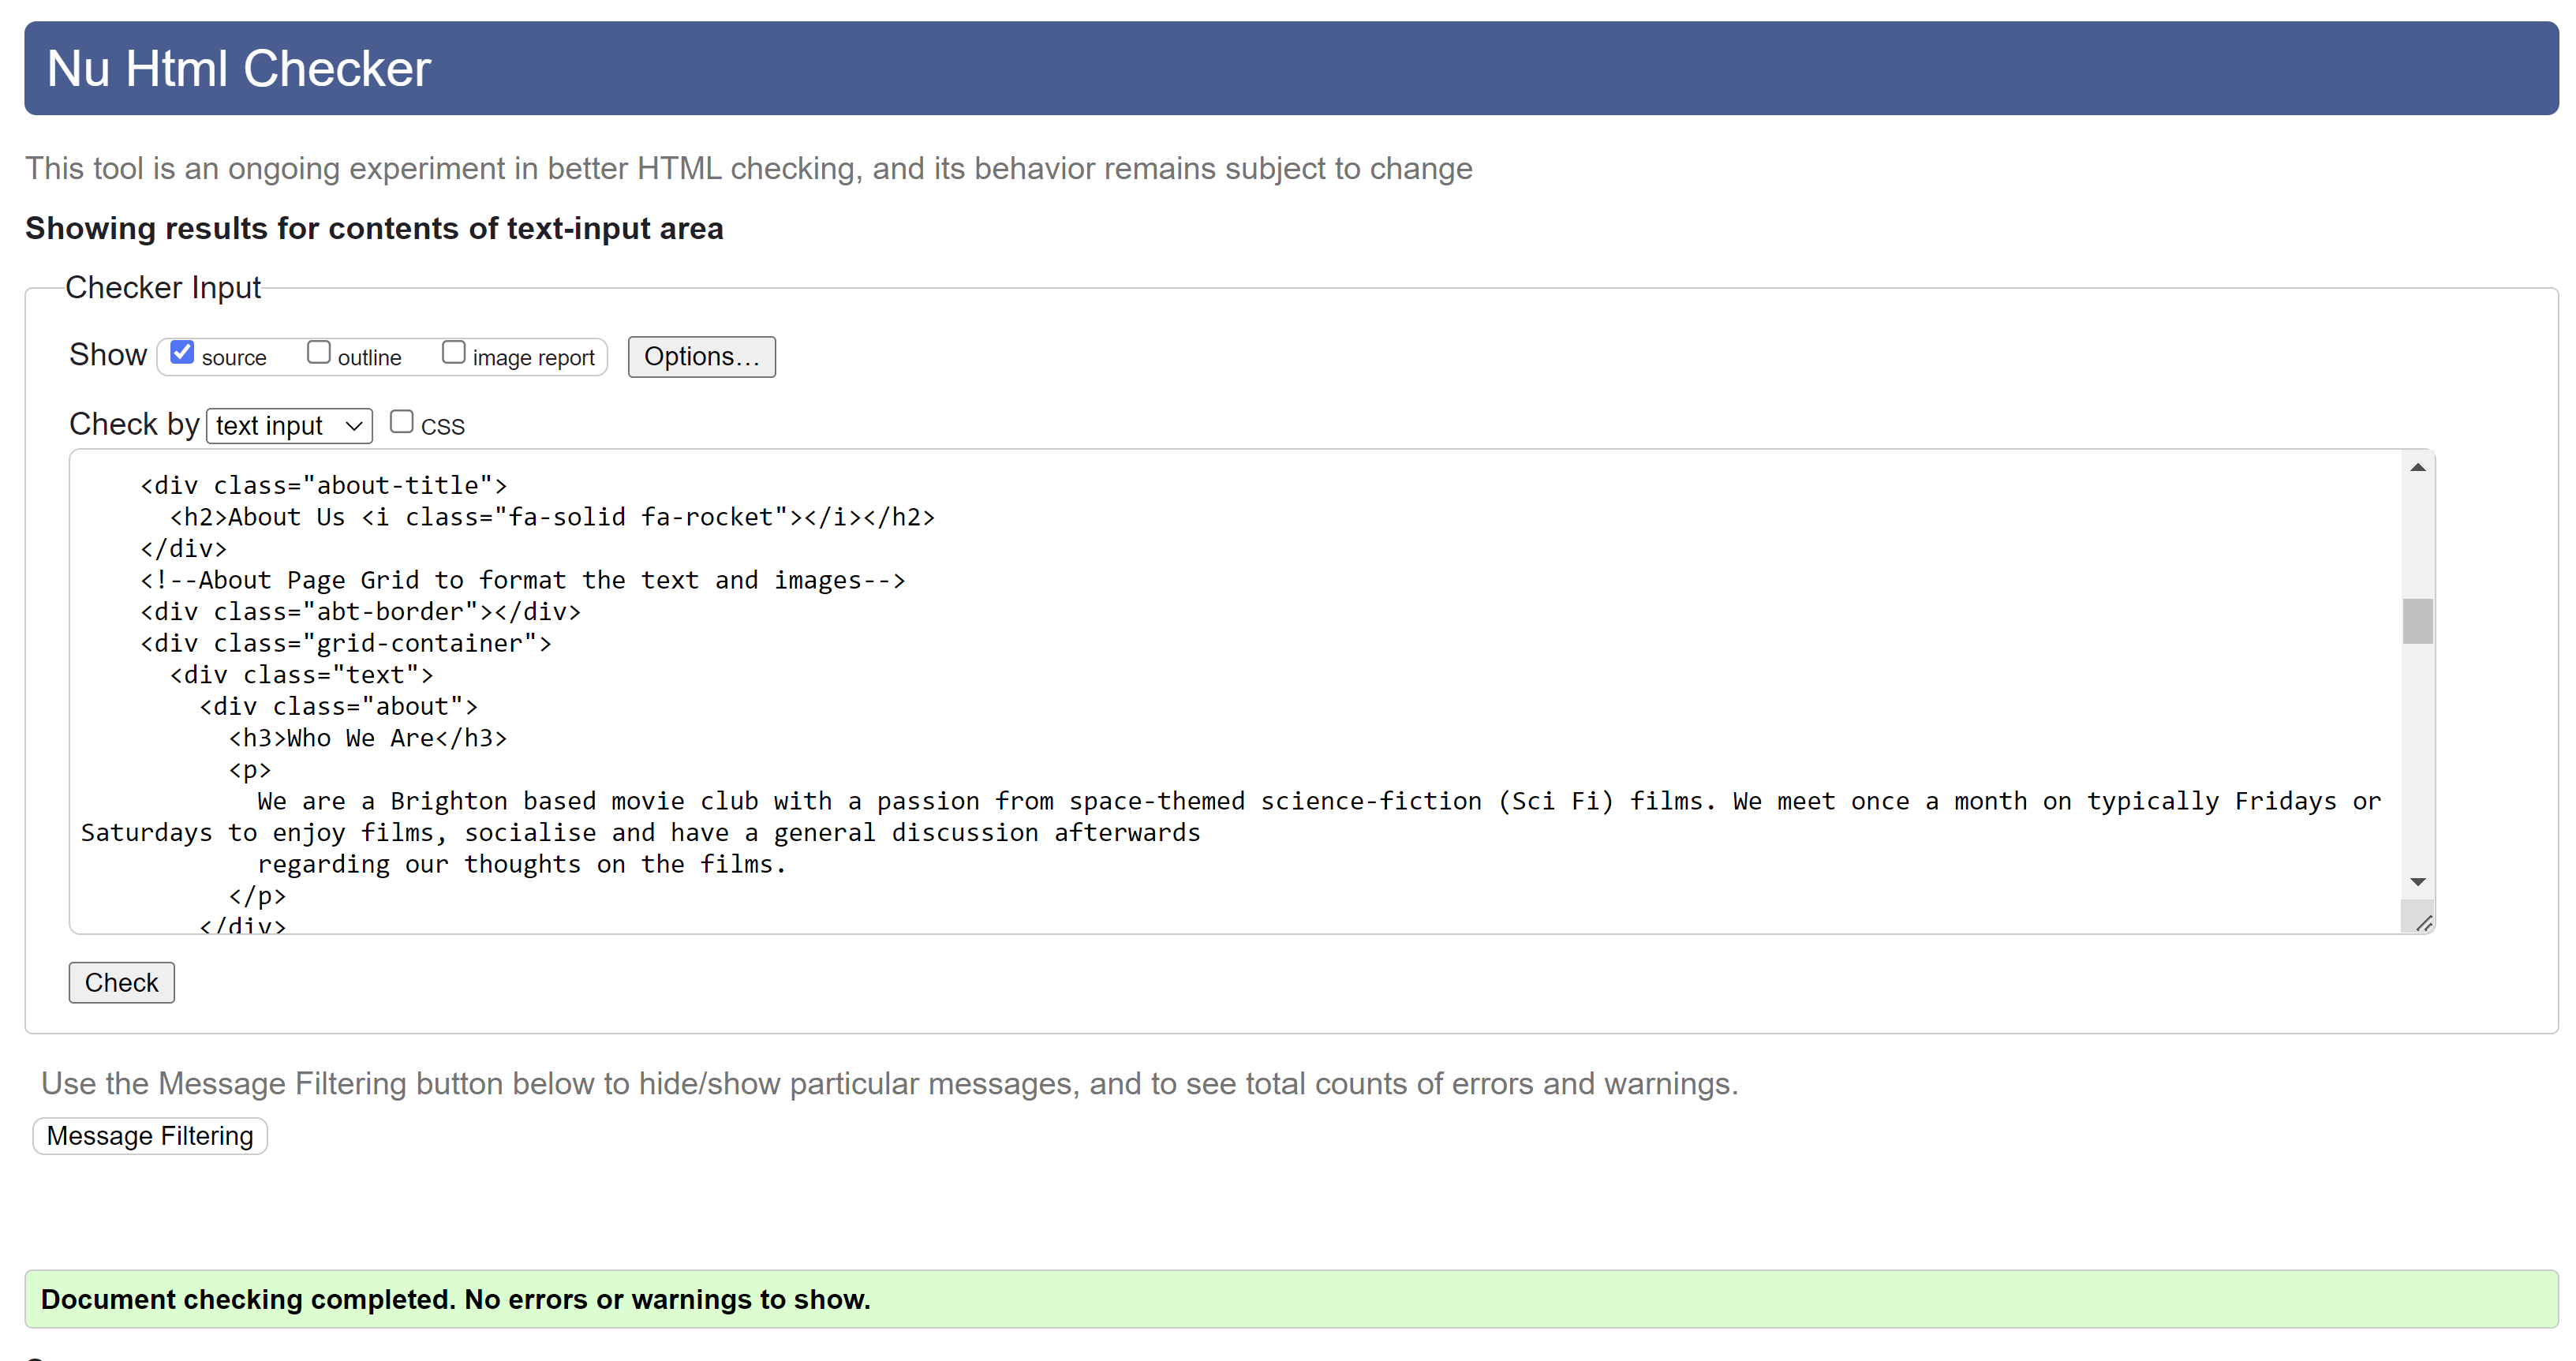 Nu Html Checker
This tool is an ongoing experiment in better HTML checking, and its behavior remains subject to change
Showing results for contents of text-input area
Checker Input
Show source outline image report Options...
Check by text input CSS
<div class="about-title">
<h2>About Us <i class="fa-solid fa-rocket"></i></h2>
</div>
<!--About Page Grid to format the text and images-->
<div class="abt-border"></div>
<div class="grid-container">
<div class="text">
<div class="about">
<h3>Who We Are</h3>
<p>
We are a Brighton based movie club with a passion from space-themed science-fiction (Sci Fi) films. We meet once a month on typically Fridays or
Saturdays to enjoy films, socialise and have a general discussion afterwards
regarding our thoughts on the films.
</p>
</div>
Check
Use the Message Filtering button below to hide/show particular messages, and to see total counts of errors and warnings.
Message Filtering
Document checking completed. No errors or warnings to show.